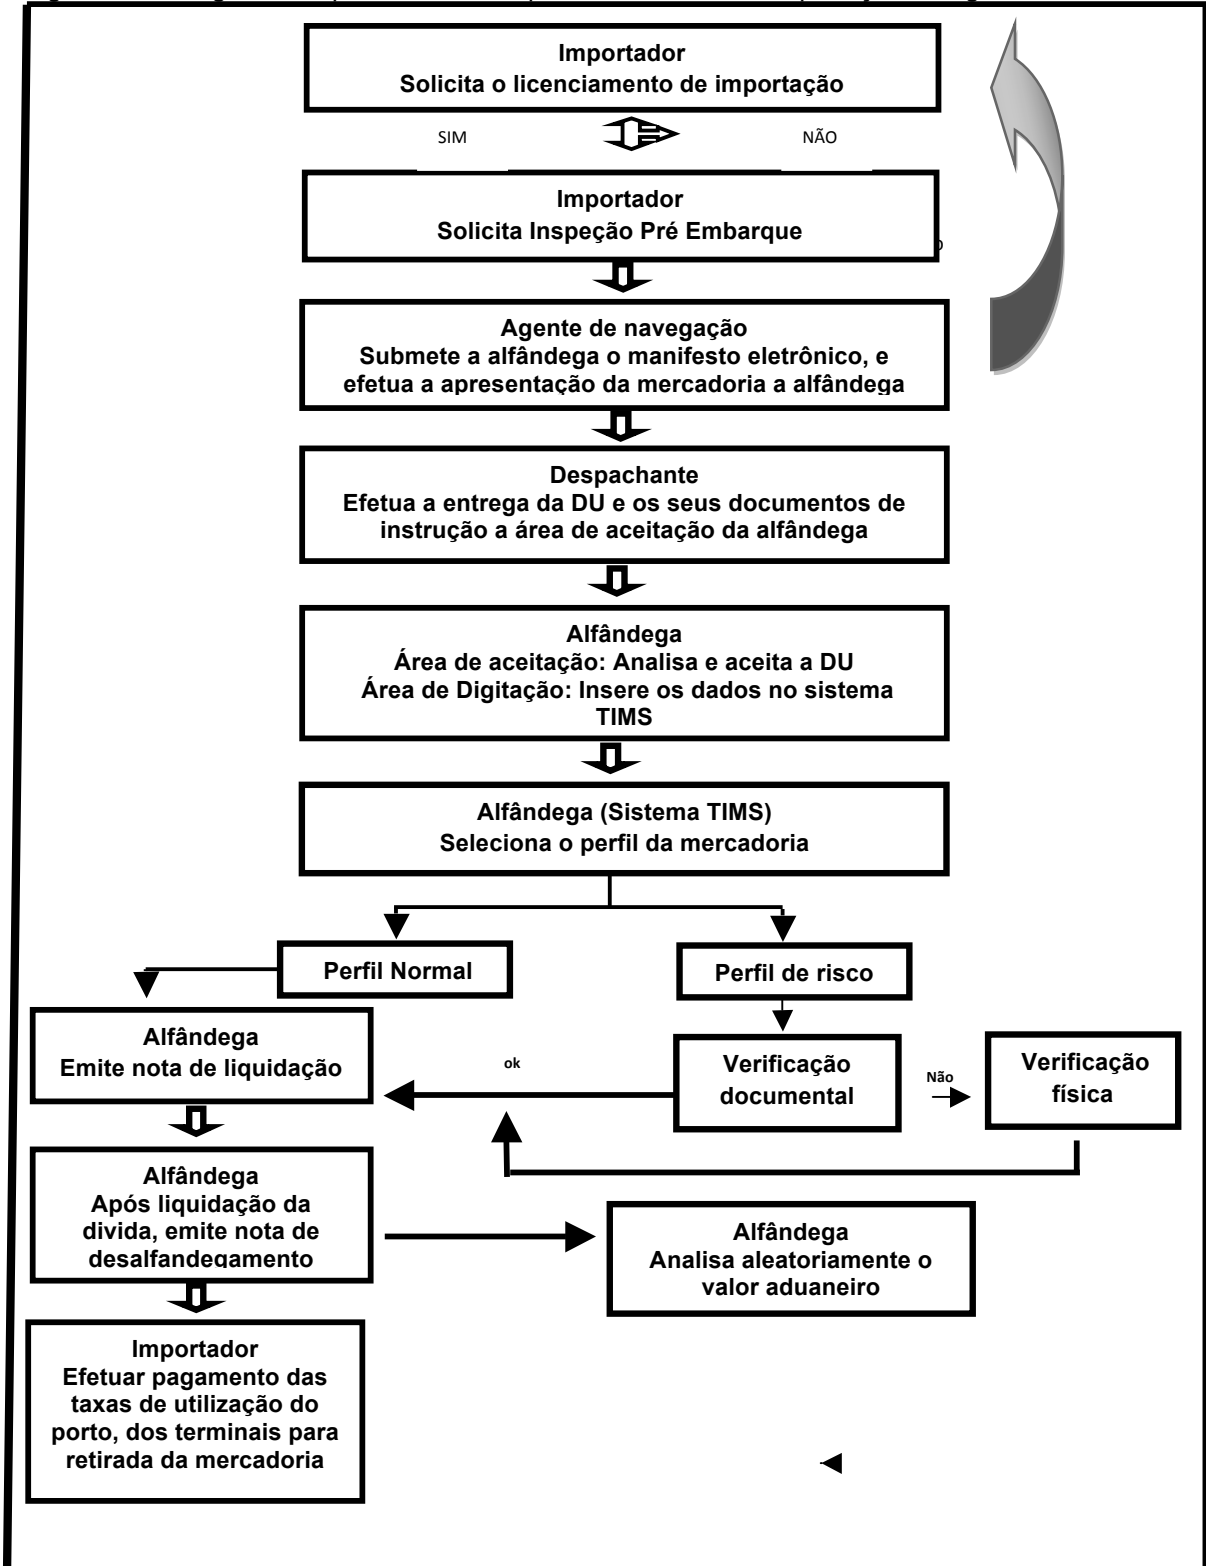 Importador
Solicita o licenciamento de importação
SIM
NÃO
Importador
Solicita Inspeção Pré Embarque
Agente de navegação
Submete a alfândega o manifesto eletrônico, e
efetua a apresentação da mercadoria a alfândega
Despachante
Efetua a entrega da DU e os seus documentos de
instrução a área de aceitação da alfândega
Alfândega
Área de aceitação: Analisa e aceita a DU
Área de Digitação: Insere os dados no sistema
TIMS
Alfândega (Sistema TIMS)
Seleciona o perfil da mercadoria
Perfil Normal
Perfil de risco
Alfândega
Emite nota de liquidação
ok
Verificação
documental
Não
Verificação
física
Alfândega
Após liquidação da
divida, emite nota de
desalfandegamento
Alfândega
Analisa aleatoriamente o
valor aduaneiro
Importador
Efetuar pagamento das
taxas de utilização do
porto, dos terminais para
retirada da mercadoria